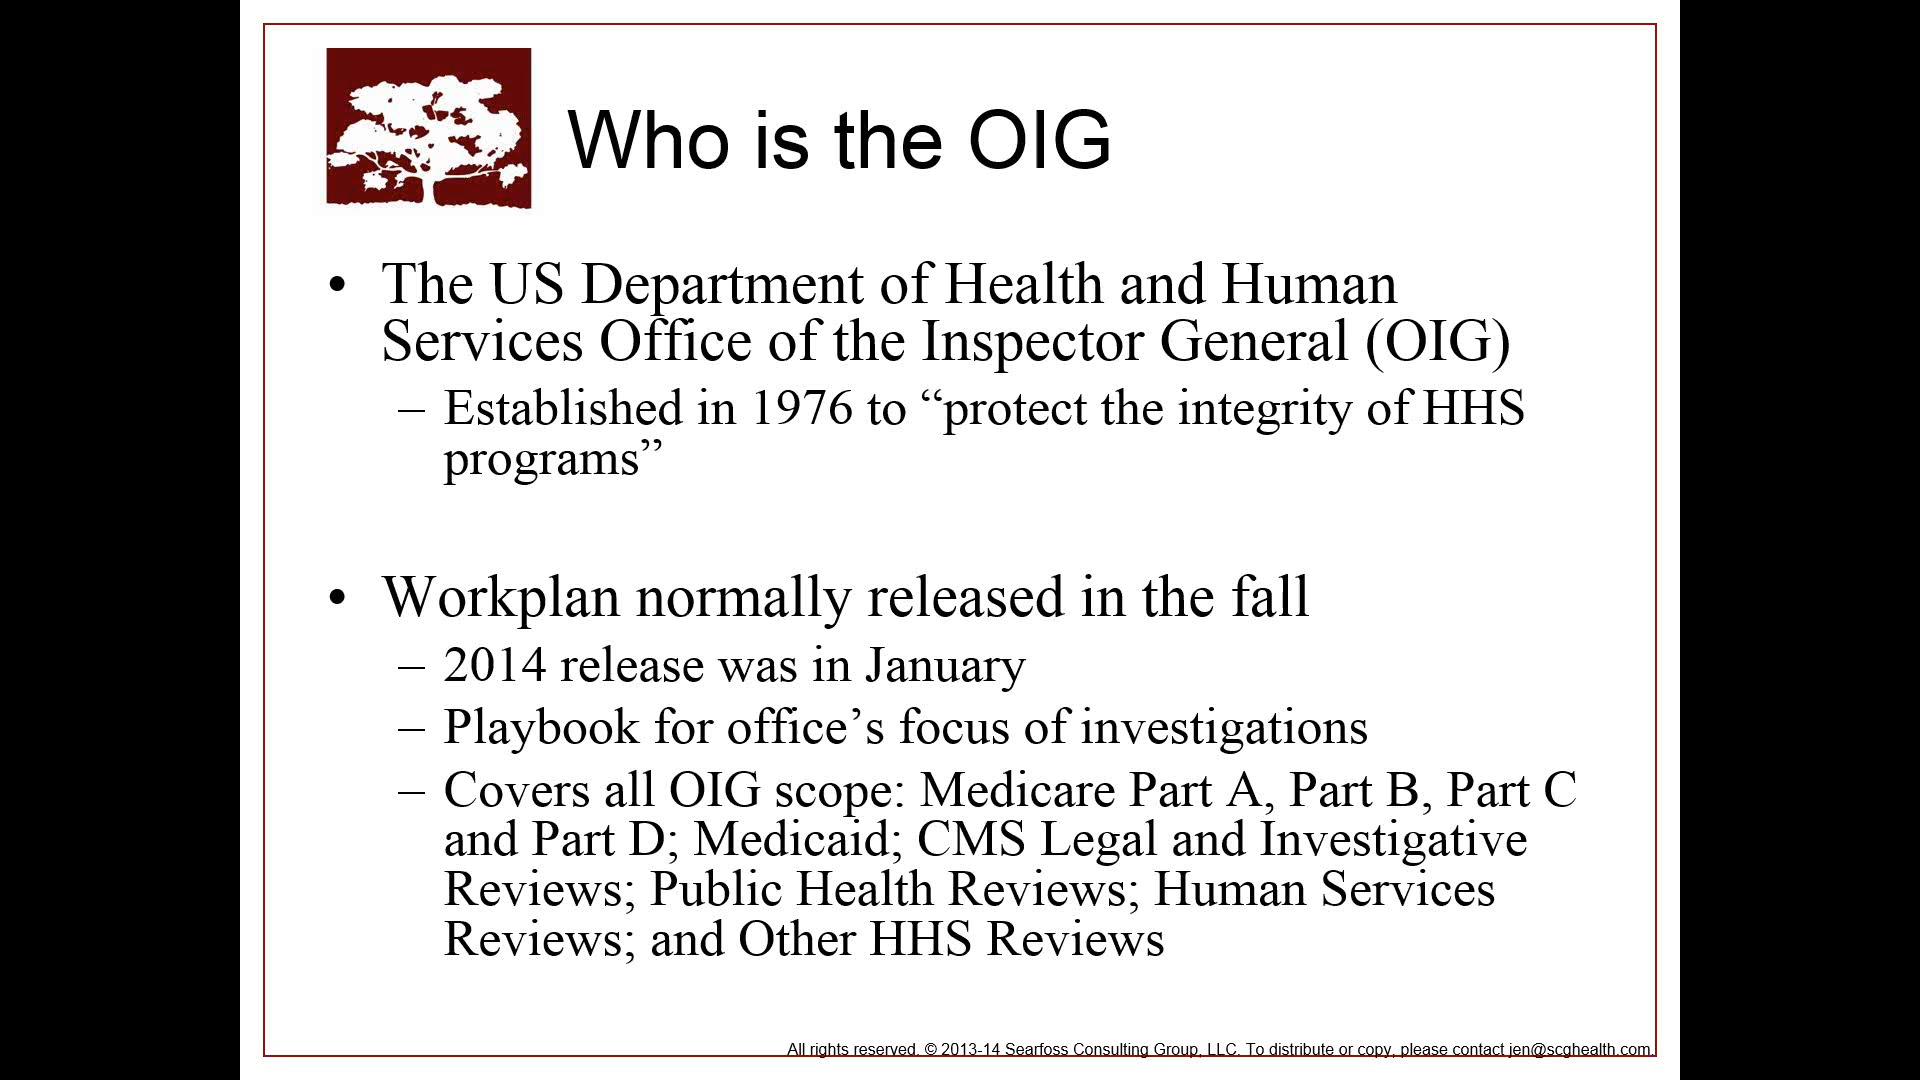 Who is the OIG
• The US Department of Health and Human
Services Office of the Inspector General (OIG)
– Established in 1976 to “protect the integrity of HHS
programs”
• Workplan normally released in the fall
– 2014 release was in January
– Playbook for office’s focus of investigations
– Covers all OIG scope: Medicare Part A, Part B, Part C
and Part D; Medicaid; CMS Legal and Investigative
Reviews; Public Health Reviews; Human Services
Reviews; and Other HHS Reviews
All rights reserved. © 2013-14 Searfoss Consulting Group, LLC. To distribute or copy, please contact jen@scghealth.com.